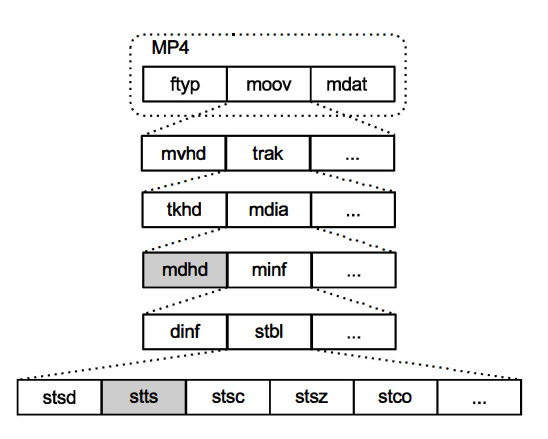 MP4
ftyp moov mdat
mvhd trak ...
tkhd mdia ...
mdhd minf ...
dinf stbl ...
stsd stts stsc stsz stco ...